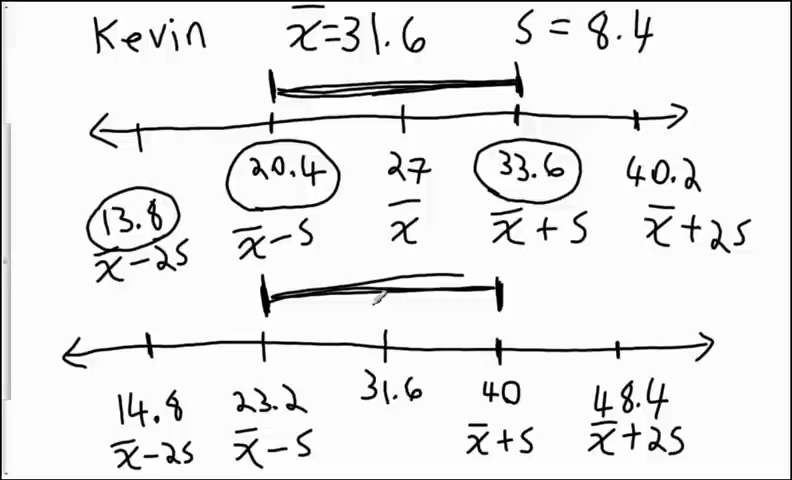 Kevin x̄=31.6 s = 8.4
13.8 20.4 27 33.6 40.2
x̄-2s x̄-s x̄ x̄+s x̄+2s
14.8 23.2 31.6 40 48.4
x̄-2s x̄-s x̄+s x̄+2s